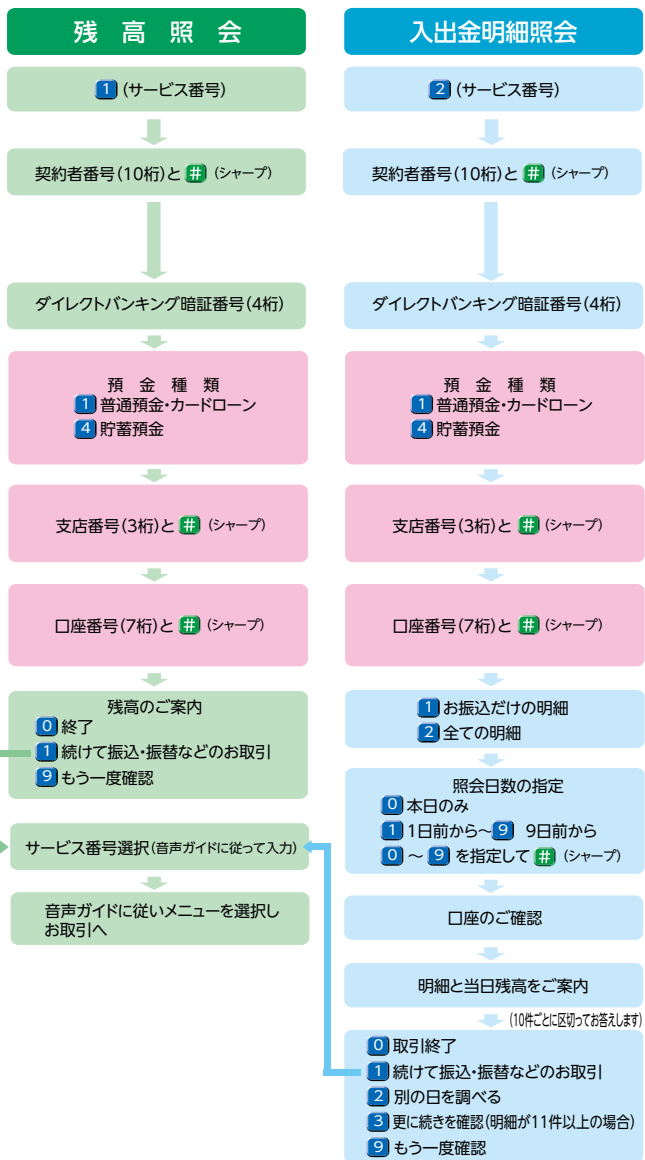 残高照会
1 (サービス番号)
契約者番号(10桁)と # (シャープ)
ダイレクトバンキング暗証番号(4桁)
預金種類
1 普通預金・カードローン
4 貯蓄預金
支店番号(3桁)と # (シャープ)
口座番号(7桁)と # (シャープ)
残高のご案内
0 終了
1 続けて振込・振替などのお取引
9 もう一度確認
サービス番号選択(音声ガイドに従って入力)
音声ガイドに従いメニューを選択し
お取引へ
入出金明細照会
2 (サービス番号)
契約者番号(10桁)と # (シャープ)
ダイレクトバンキング暗証番号(4桁)
預金種類
1 普通預金・カードローン
4 貯蓄預金
支店番号(3桁)と # (シャープ)
口座番号(7桁)と # (シャープ)
1 お振込だけの明細
2 全ての明細
照会日数の指定
0 本日のみ
1 1日前から～ 9 9日前から
0 ～ 9 を指定して # (シャープ)
口座のご確認
明細と当日残高をご案内
(10件ごとに区切ってお答えします)
0 取引終了
1 続けて振込・振替などのお取引
2 別の日を調べる
3 更に続きを確認(明細が11件以上の場合)
9 もう一度確認